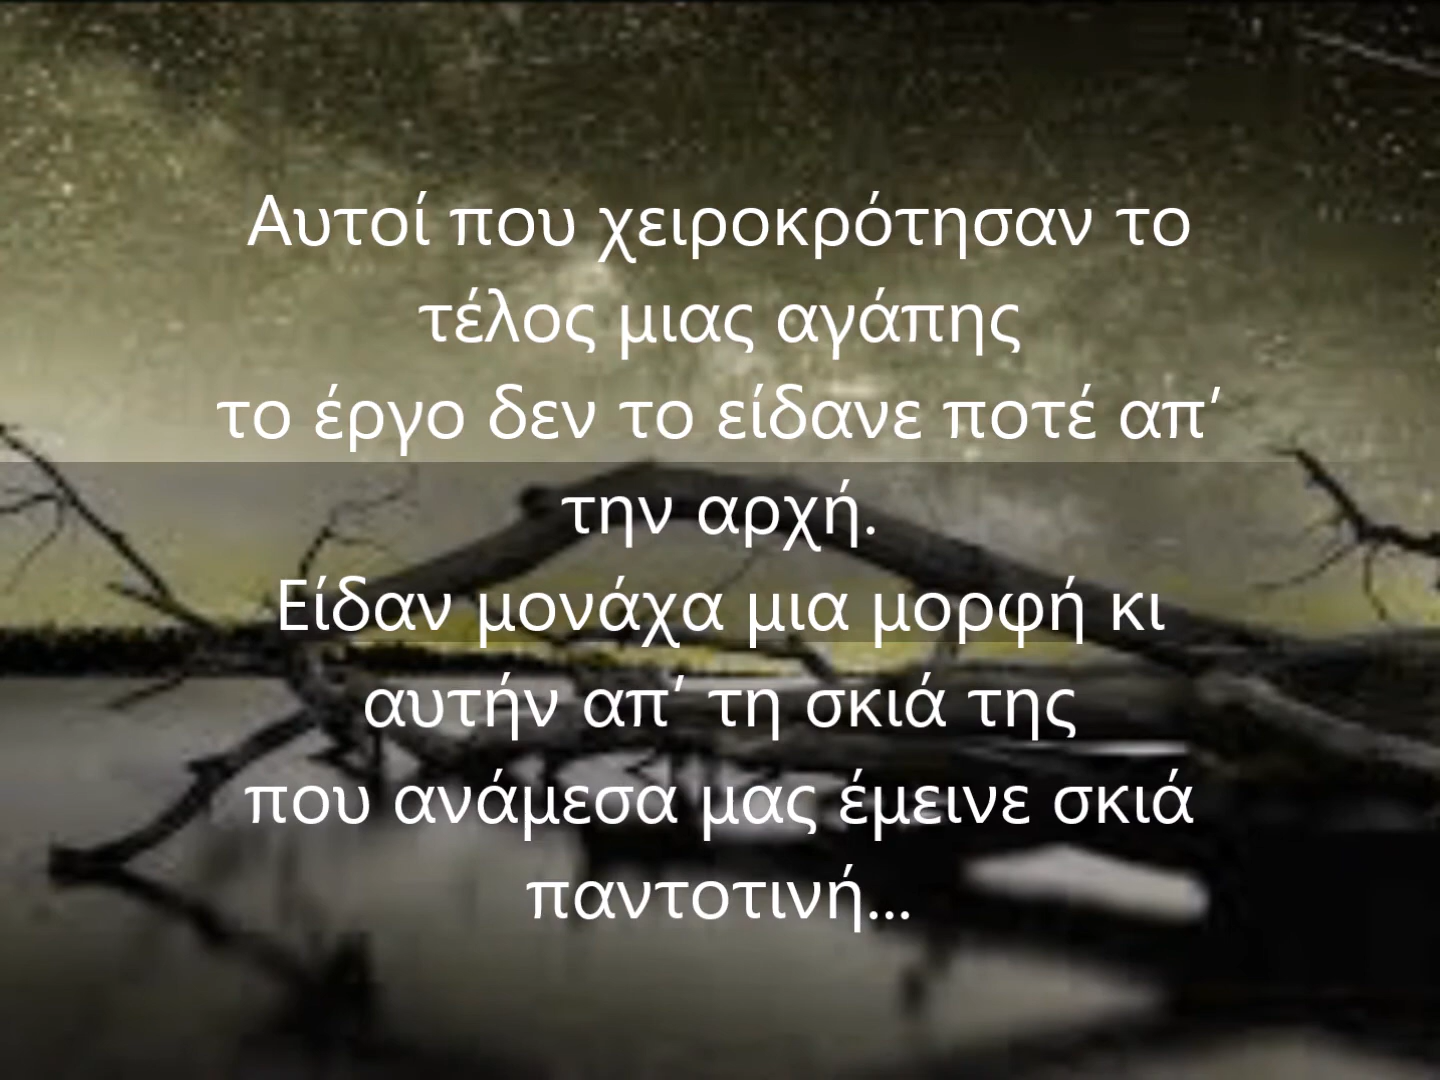 Αυτοί που χειροκρότησαν το
τέλος μιας αγάπης
το έργο δεν το είδανε ποτέ απ’
την αρχή.
Είδαν μονάχα μια μορφή κι
αυτήν απ’ τη σκιά της
που ανάμεσα μας έμεινε σκιά
παντοτινή...